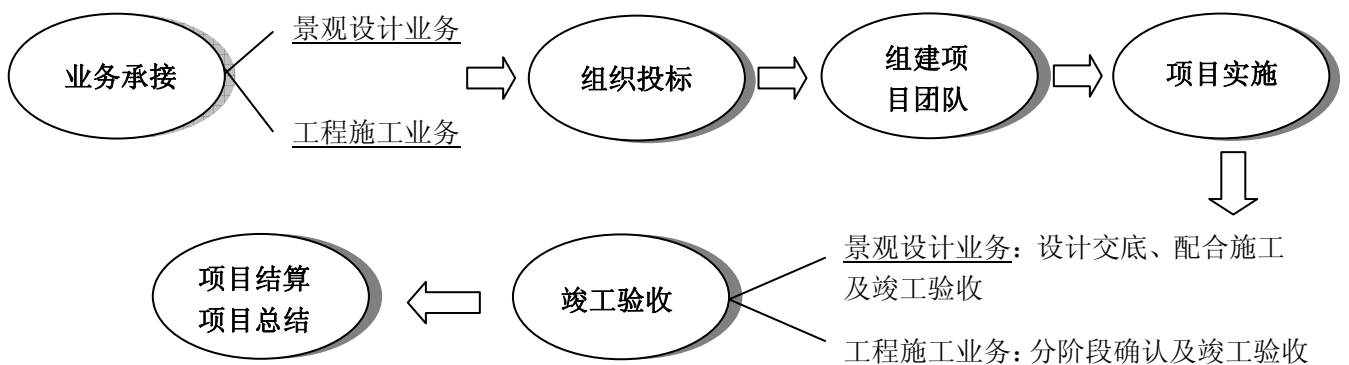 景观设计业务
业务承接
工程施工业务
组织投标
组建项
目团队
项目实施
景观设计业务：设计交底、配合施工
及竣工验收
竣工验收
工程施工业务：分阶段确认及竣工验收
项目结算
项目总结